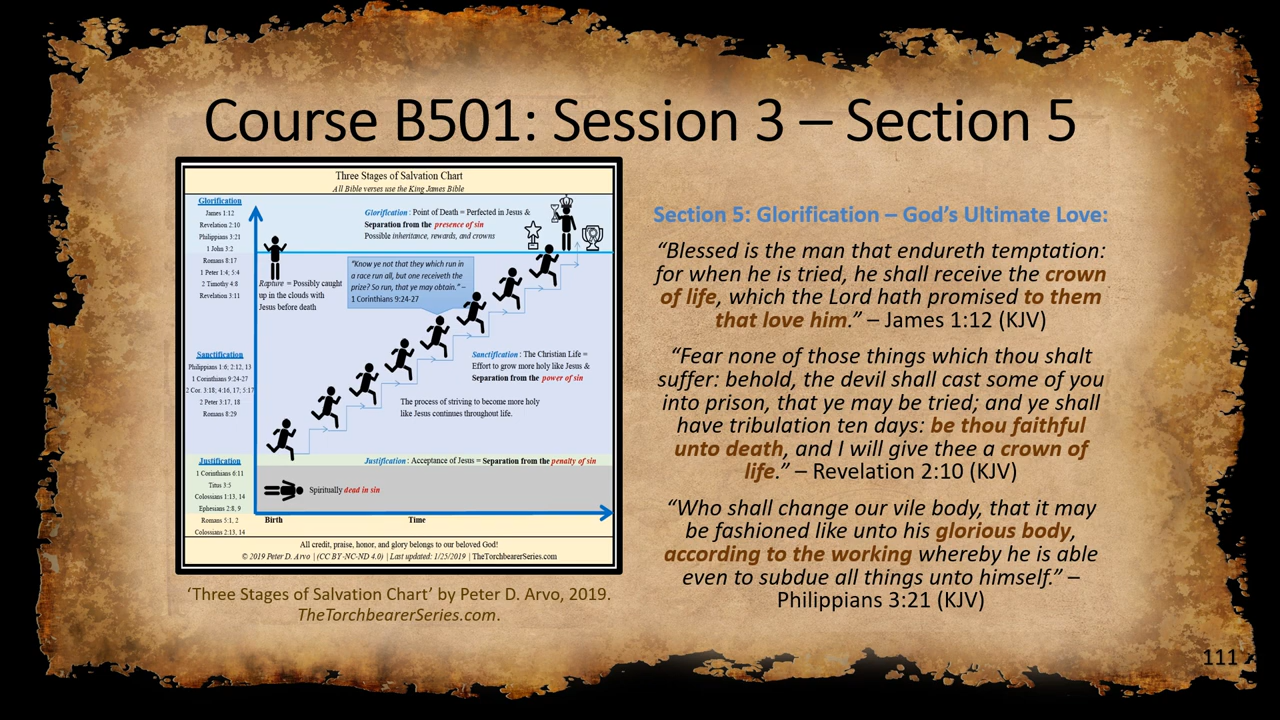 Course B501: Session 3 – Section 5
Three Stages of Salvation Chart
All Bible verses use the King James Bible
Glorification
James 1:12
Revelation 2:10
Philippians 3:21
1 John 3:2
Romans 8:17
1 Peter 1:4; 5:4
2 Timothy 4:8
Revelation 3:11
Sanctification
Philippians 1:6; 2:12, 13
1 Corinthians 9:24-27
2 Cor. 3:18; 4:16, 17; 5:17
2 Peter 3:17, 18
Romans 8:29
Justification
1 Corinthians 6:11
Titus 3:5
Colossians 1:13, 14
Ephesians 2:8, 9
Romans 5:1, 2
Colossians 2:13, 14
Glorification: Point of Death = Perfected in Jesus &
Separation from the presence of sin
Possible inheritance, rewards, and crowns
Rapture = Possibly caught
up in the clouds with
Jesus before death
“Know ye not that they which run in
a race run all, but one receiveth the
prize? So run, that ye may obtain.” –
1 Corinthians 9:24-27
Sanctification: The Christian Life =
Effort to grow more holy like Jesus &
Separation from the power of sin
The process of striving to become more holy
like Jesus continues throughout life.
Justification: Acceptance of Jesus = Separation from the penalty of sin
Spiritually dead in sin
Birth
Time
All credit, praise, honor, and glory belongs to our beloved God!
© 2019 Peter D. Arvo | (CC BY-NC-ND 4.0) | Last updated: 1/25/2019 | TheTorchbearerSeries.com
‘Three Stages of Salvation Chart’ by Peter D. Arvo, 2019.
TheTorchbearerSeries.com.
Section 5: Glorification – God’s Ultimate Love:
“Blessed is the man that endureth temptation:
for when he is tried, he shall receive the crown
of life, which the Lord hath promised to them
that love him.” – James 1:12 (KJV)
“Fear none of those things which thou shalt
suffer: behold, the devil shall cast some of you
into prison, that ye may be tried; and ye shall
have tribulation ten days: be thou faithful
unto death, and I will give thee a crown of
life.” – Revelation 2:10 (KJV)
“Who shall change our vile body, that it may
be fashioned like unto his glorious body,
according to the working whereby he is able
even to subdue all things unto himself.” –
Philippians 3:21 (KJV)
111